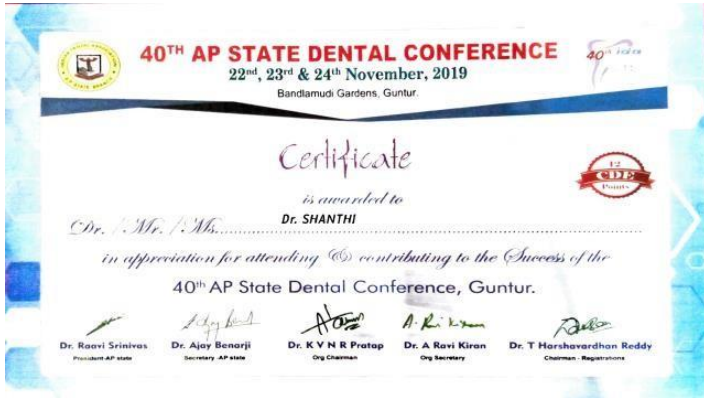 40TH AP STATE DENTAL CONFERENCE
22nd, 23rd & 24th November, 2019
Bandlamudi Gardens, Guntur.
40
Certificate
12
CDE
Points
is awarded to
Dr. /Mr. /Ms. Dr. SHANTHI
in appreciation for attending & contributing to the Success of the
40th AP State Dental Conference, Guntur.
A. Ravi Kiran
Dr. Raavi Srinivas Dr. Ajay Benarji Dr. K V N R Pratap Dr. A Ravi Kiran Dr. T Harshavardhan Reddy
President-AP state Secretary -AP state Org Chairman Org Secretary Chairman - Registrations